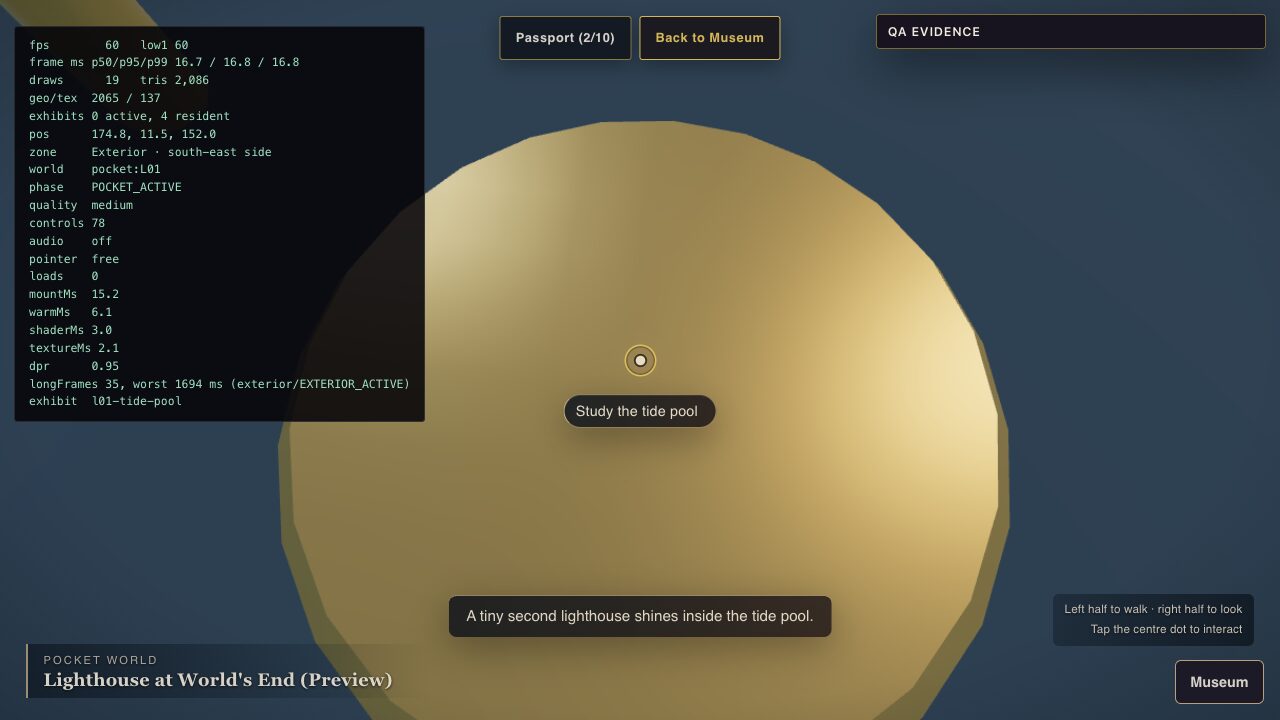 fps 60 low1 60
frame ms p50/p95/p99 16.7 / 16.8 / 16.8
draws 19 tris 2,086
geo/tex 2065 / 137
exhibits 0 active, 4 resident
pos 174.8, 11.5, 152.0
zone Exterior · south-east side
world pocket:L01
phase POCKET_ACTIVE
quality medium
controls 78
audio off
pointer free
loads 0
mountMs 15.2
warmMs 6.1
shaderMs 3.0
textureMs 2.1
dpr 0.95
longFrames 35, worst 1694 ms (exterior/EXTERIOR_ACTIVE)
exhibit l01-tide-pool
Passport (2/10)
Back to Museum
QA EVIDENCE
Study the tide pool
A tiny second lighthouse shines inside the tide pool.
Left half to walk · right half to look
Tap the centre dot to interact
POCKET WORLD
Lighthouse at World's End (Preview)
Museum